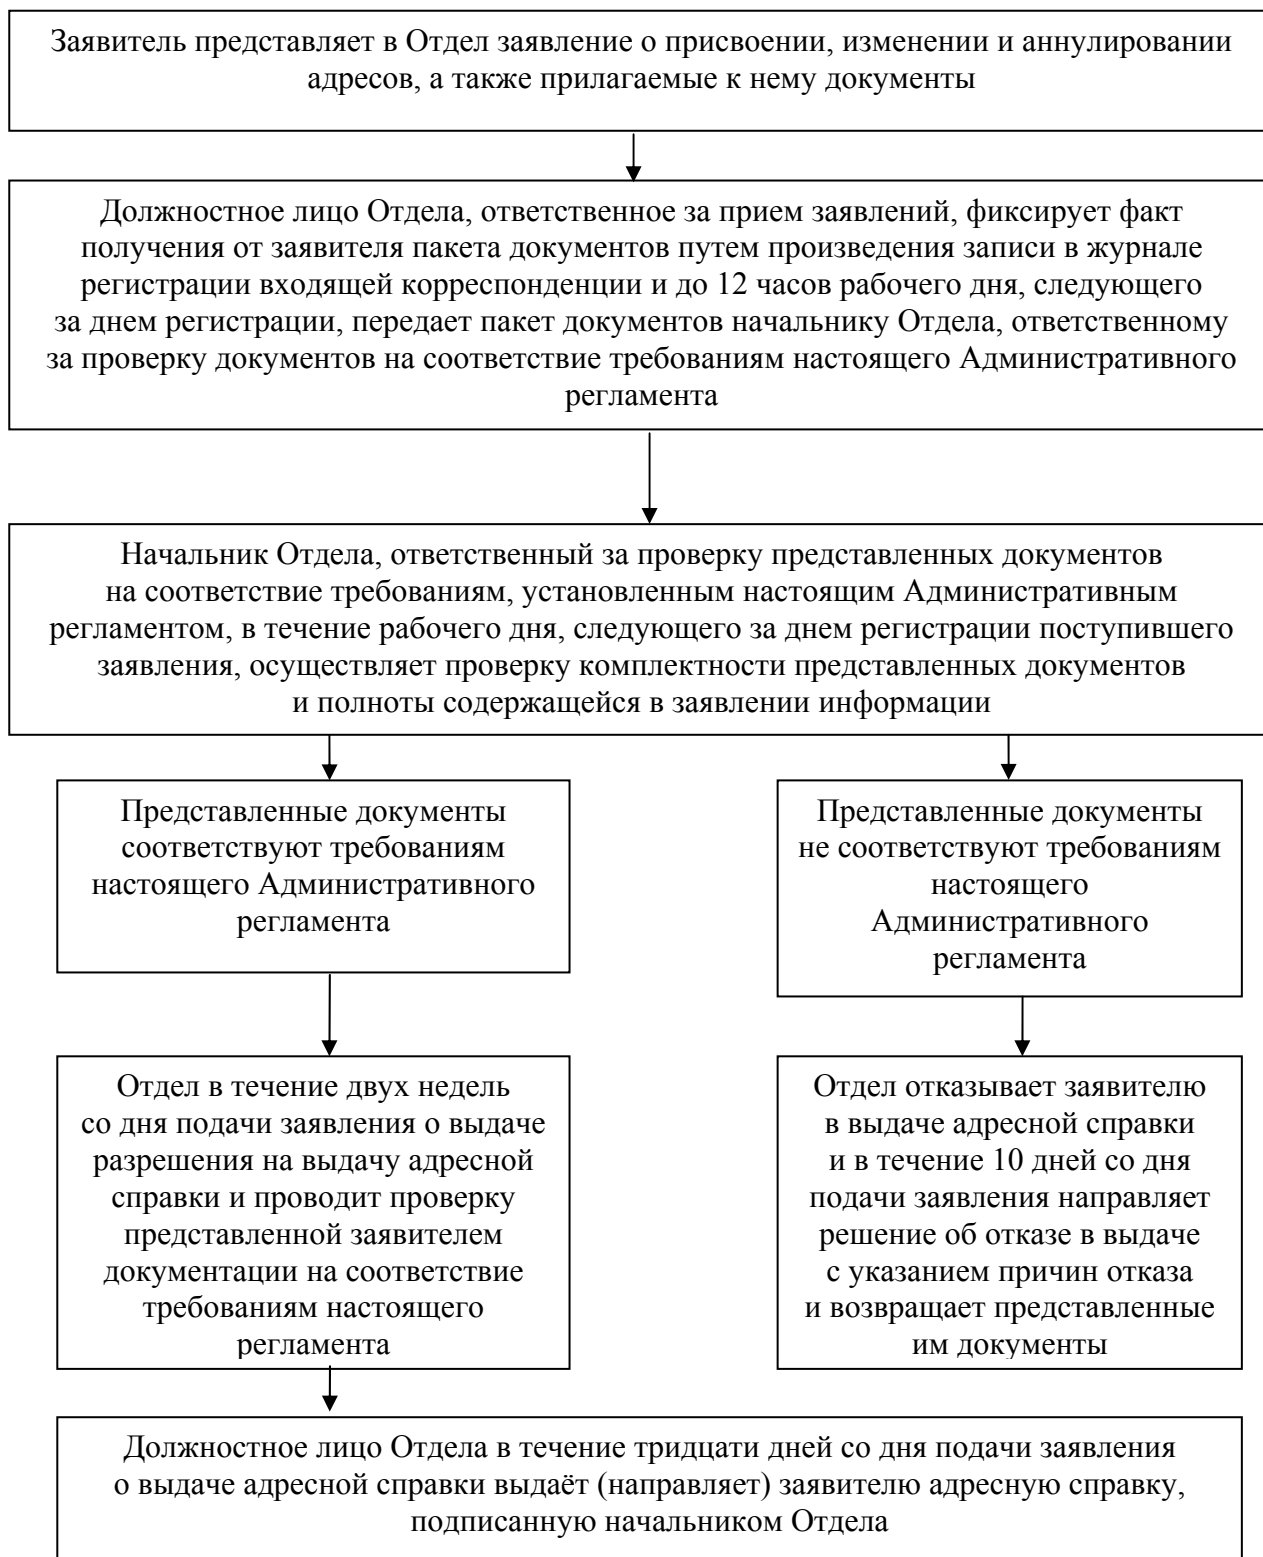 Заявитель представляет в Отдел заявление о присвоении, изменении и аннулировании
адресов, а также прилагаемые к нему документы
Должностное лицо Отдела, ответственное за прием заявлений, фиксирует факт
получения от заявителя пакета документов путем произведения записи в журнале
регистрации входящей корреспонденции и до 12 часов рабочего дня, следующего
за днем регистрации, передает пакет документов начальнику Отдела, ответственному
за проверку документов на соответствие требованиям настоящего Административного
регламента
Начальник Отдела, ответственный за проверку представленных документов
на соответствие требованиям, установленным настоящим Административным
регламентом, в течение рабочего дня, следующего за днем регистрации поступившего
заявления, осуществляет проверку комплектности представленных документов
и полноты содержащейся в заявлении информации
Представленные документы
соответствуют требованиям
настоящего Административного
регламента
Представленные документы
не соответствуют требованиям
настоящего
Административного
регламента
Отдел в течение двух недель
со дня подачи заявления о выдаче
разрешения на выдачу адресной
справки и проводит проверку
представленной заявителем
документации на соответствие
требованиям настоящего
регламента
Отдел отказывает заявителю
в выдаче адресной справки
и в течение 10 дней со дня
подачи заявления направляет
решение об отказе в выдаче
с указанием причин отказа
и возвращает представленные
им документы
Должностное лицо Отдела в течение тридцати дней со дня подачи заявления
о выдаче адресной справки выдаёт (направляет) заявителю адресную справку,
подписанную начальником Отдела